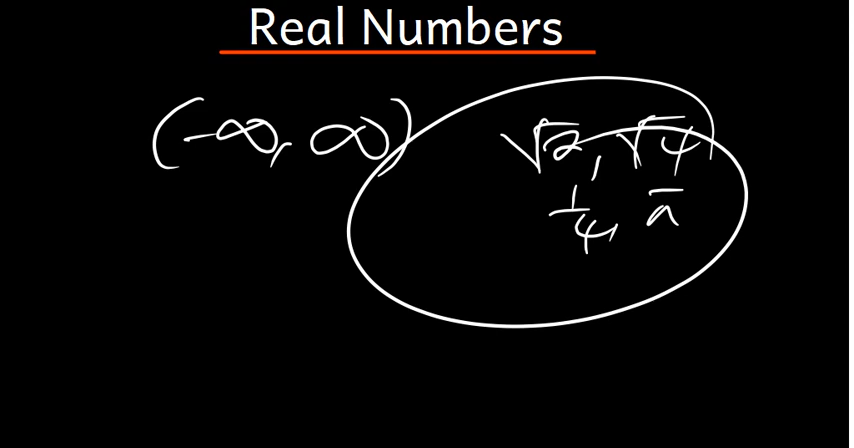 Real Numbers
(-∞, ∞) √2, √4
1/4, ā